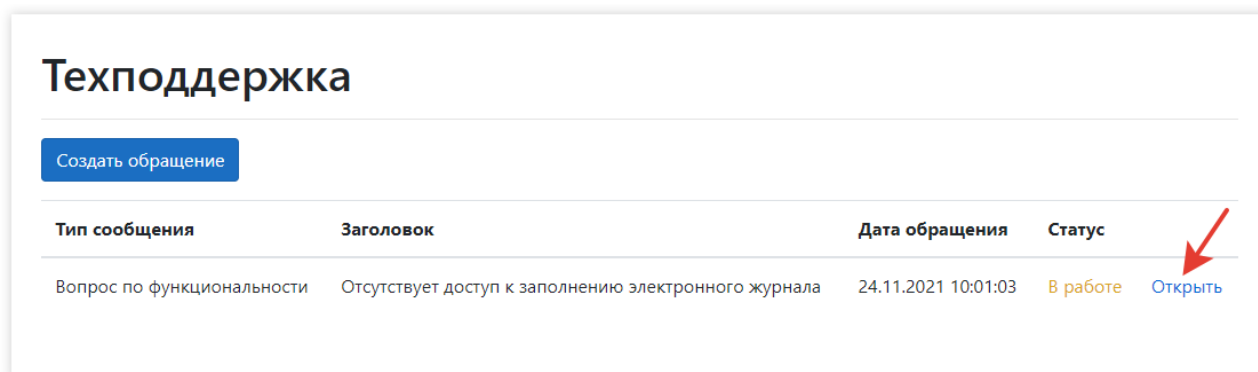 Техподдержка
Создать обращение
Тип сообщения Заголовок Дата обращения Статус
Вопрос по функциональности Отсутствует доступ к заполнению электронного журнала 24.11.2021 10:01:03 В работе Открыть